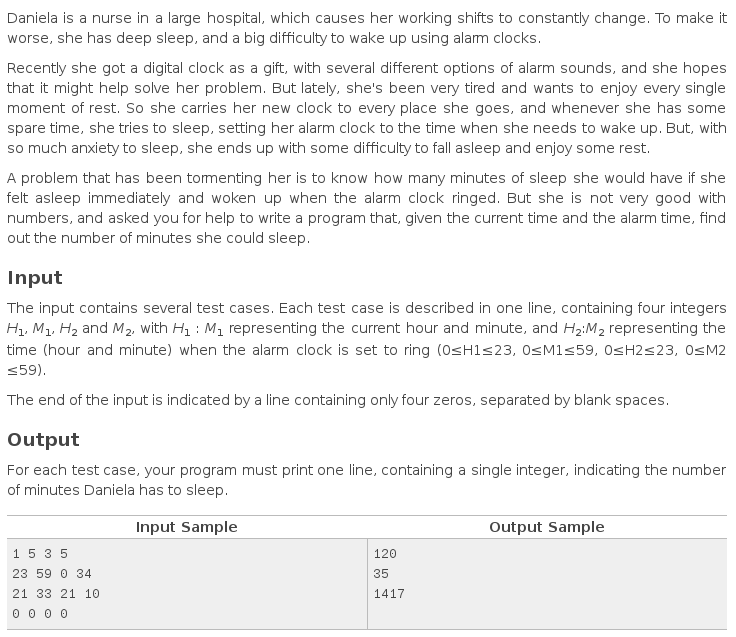 Daniela is a nurse in a large hospital, which causes her working shifts to constantly change. To make it
worse, she has deep sleep, and a big difficulty to wake up using alarm clocks.
Recently she got a digital clock as a gift, with several different options of alarm sounds, and she hopes
that it might help solve her problem. But lately, she's been very tired and wants to enjoy every single
moment of rest. So she carries her new clock to every place she goes, and whenever she has some
spare time, she tries to sleep, setting her alarm clock to the time when she needs to wake up. But, with
so much anxiety to sleep, she ends up with some difficulty to fall asleep and enjoy some rest.
A problem that has been tormenting her is to know how many minutes of sleep she would have if she
felt asleep immediately and woken up when the alarm clock ringed. But she is not very good with
numbers, and asked you for help to write a program that, given the current time and the alarm time, find
out the number of minutes she could sleep.
Input
The input contains several test cases. Each test case is described in one line, containing four integers
H₁, M₁, H₂ and M₂, with H₁ : M₁ representing the current hour and minute, and H₂:M₂ representing the
time (hour and minute) when the alarm clock is set to ring (0≤H1≤23, 0≤M1≤59, 0≤H2≤23, 0≤M2
≤59).
The end of the input is indicated by a line containing only four zeros, separated by blank spaces.
Output
For each test case, your program must print one line, containing a single integer, indicating the number
of minutes Daniela has to sleep.
Input Sample Output Sample
1 5 3 5 120
23 59 0 34 35
21 33 21 10 1417
0 0 0 0